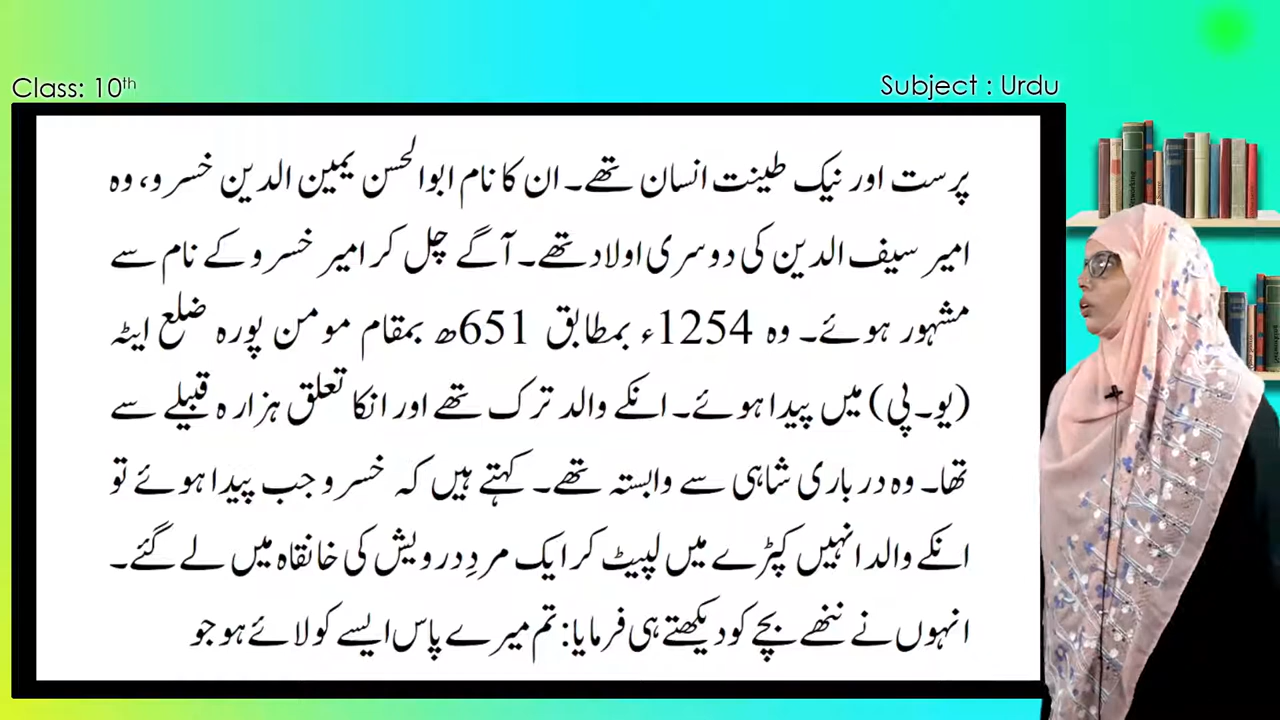 Class: 10th
Subject : Urdu
پرست اور نیک طینت انسان تھے۔ ان کا نام ابوالحسن یمین الدین خسرو، وہ
امیر سیف الدین کی دوسری اولاد تھے۔ آگے چل کر امیر خسرو کے نام سے
مشہور ہوئے۔ وہ 1254ء بمطابق 651ھ بمقام مومن پورہ ضلع ایٹہ
(یو۔پی) میں پیدا ہوئے۔ انکے والد ترک تھے اور انکا تعلق ہزارہ قبیلے سے
تھا۔ وہ درباری شاہی سے وابستہ تھے۔ کہتے ہیں کہ خسرو جب پیدا ہوئے تو
انکے والد انہیں کپڑے میں لپیٹ کر ایک مردِ درویش کی خانقاہ میں لے گئے۔
انہوں نے ننھے بچے کو دیکھتے ہی فرمایا: تم میرے پاس ایسے کو لائے ہو جو